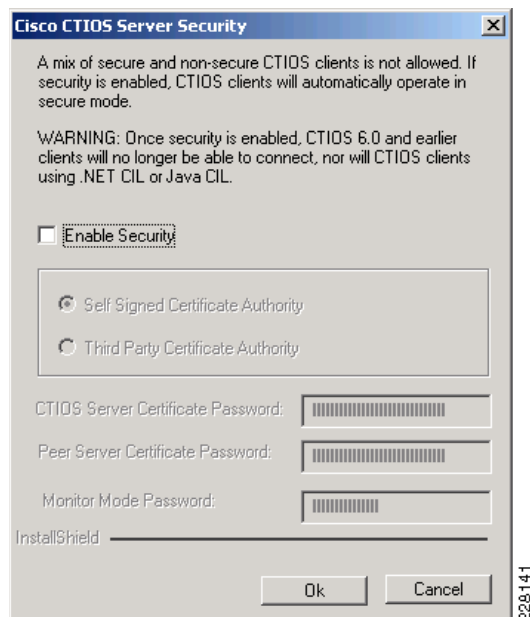 Cisco CTIOS Server Security
A mix of secure and non-secure CTIOS clients is not allowed. If
security is enabled, CTIOS clients will automatically operate in
secure mode.
WARNING: Once security is enabled, CTIOS 6.0 and earlier
clients will no longer be able to connect, nor will CTIOS clients
using .NET CIL or Java CIL.
Enable Security
Self Signed Certificate Authority
Third Party Certificate Authority
CTIOS Server Certificate Password:
Peer Server Certificate Password:
Monitor Mode Password:
InstallShield
Ok
Cancel
228141